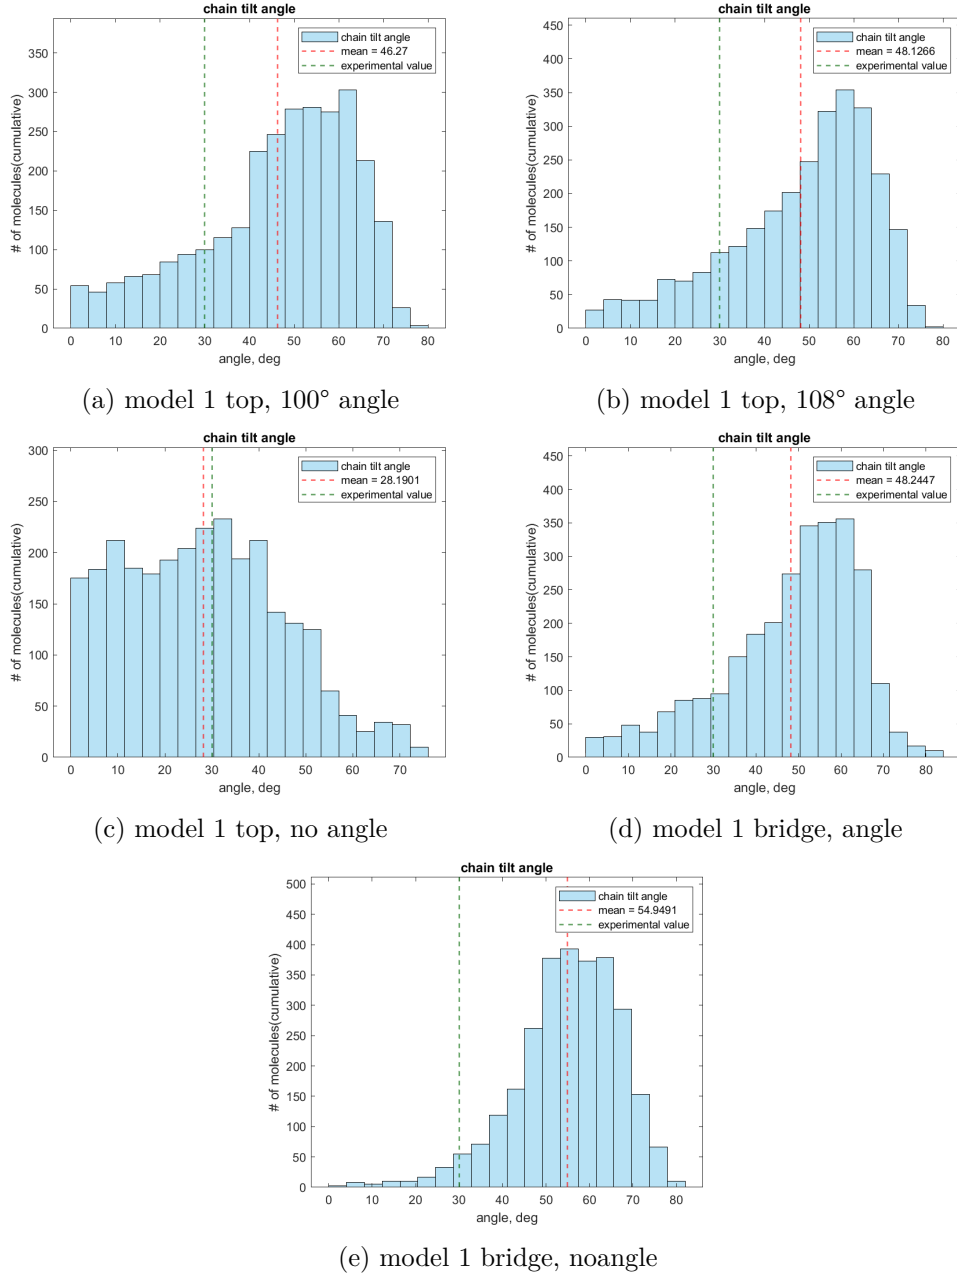 chain tilt angle
chain tilt angle
mean = 46.27
experimental value
# of molecules(cumulative)
350
300
250
200
150
100
50
0
0 10 20 30 40 50 60 70 80
angle, deg
(a) model 1 top, 100° angle
chain tilt angle
chain tilt angle
mean = 48.1266
experimental value
# of molecules(cumulative)
450
400
350
300
250
200
150
100
50
0
0 10 20 30 40 50 60 70 80
angle, deg
(b) model 1 top, 108° angle
chain tilt angle
chain tilt angle
mean = 28.1901
experimental value
# of molecules(cumulative)
300
250
200
150
100
50
0
0 10 20 30 40 50 60 70
angle, deg
(c) model 1 top, no angle
chain tilt angle
chain tilt angle
mean = 48.2447
experimental value
# of molecules(cumulative)
450
400
350
300
250
200
150
100
50
0
0 10 20 30 40 50 60 70 80
angle, deg
(d) model 1 bridge, angle
chain tilt angle
chain tilt angle
mean = 54.9491
experimental value
# of molecules(cumulative)
500
450
400
350
300
250
200
150
100
50
0
0 10 20 30 40 50 60 70 80
angle, deg
(e) model 1 bridge, noangle